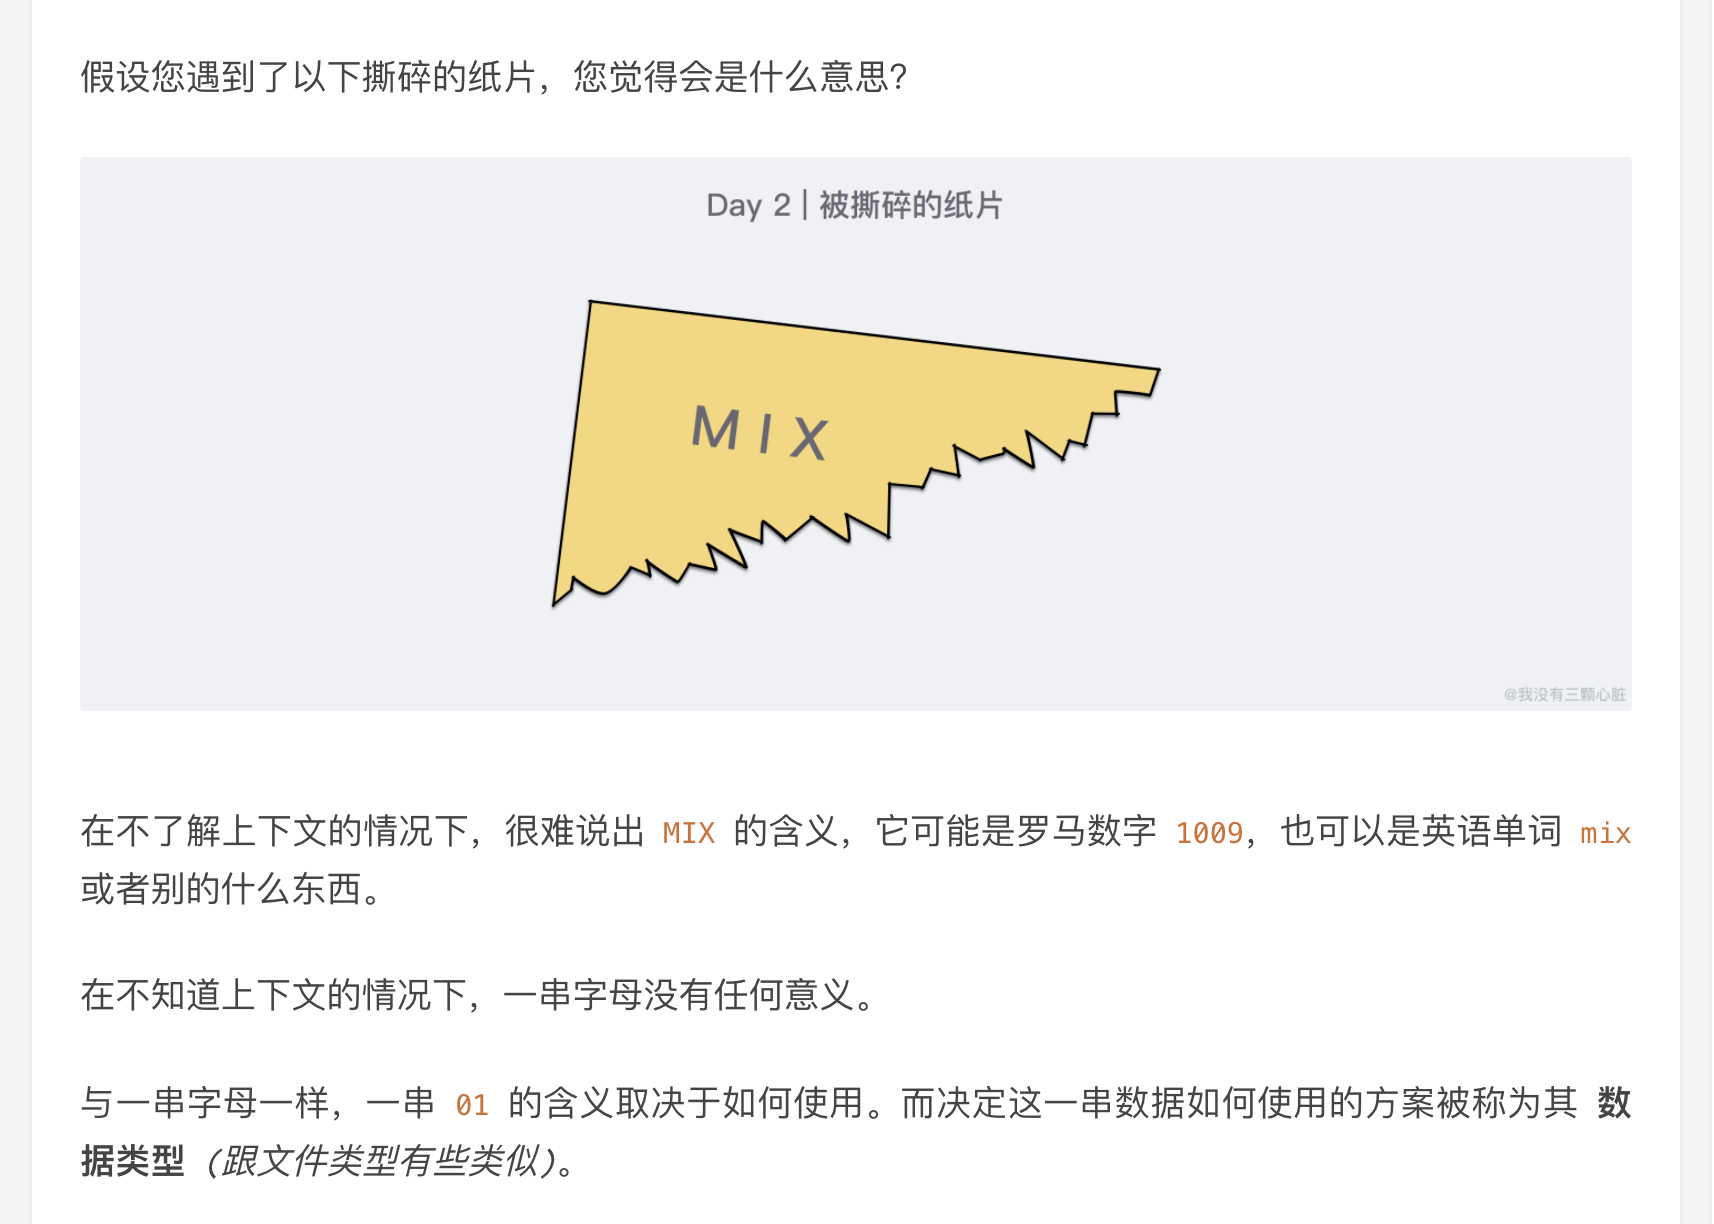 假设您遇到了以下撕碎的纸片，您觉得会是什么意思？
Day 2 | 被撕碎的纸片
MIX
@我没有三颗心脏
在不了解上下文的情况下，很难说出 MIX 的含义，它可能是罗马数字 1009，也可以是英语单词 mix
或者别的什么东西。
在不知道上下文的情况下，一串字母没有任何意义。
与一串字母一样，一串 01 的含义取决于如何使用。而决定这一串数据如何使用的方案被称为其 数
据类型（跟文件类型有些类似）。